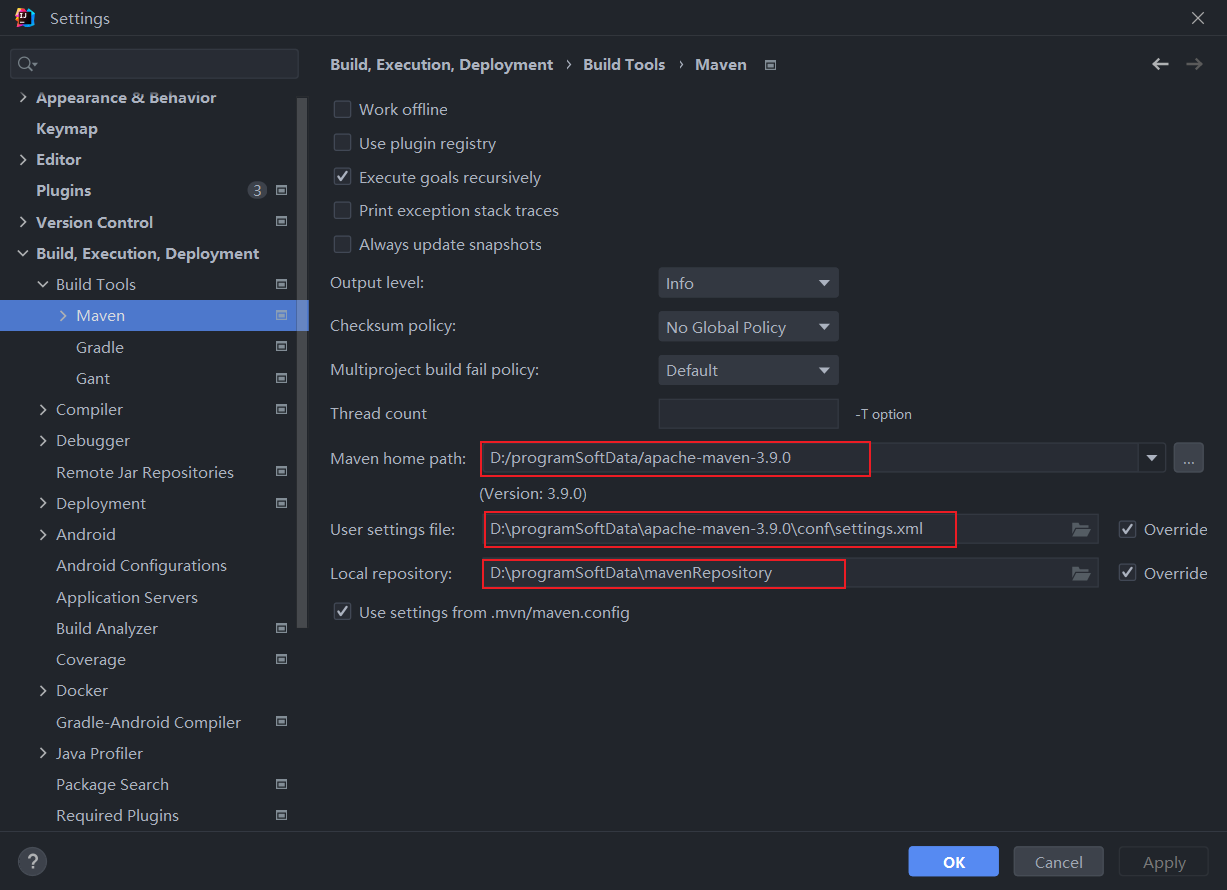 Settings
Build, Execution, Deployment › Build Tools › Maven
Appearance & Behavior
Keymap
Editor
Plugins 3
Version Control
Build, Execution, Deployment
Build Tools
Maven
Gradle
Gant
Compiler
Debugger
Remote Jar Repositories
Deployment
Android
Android Configurations
Application Servers
Build Analyzer
Coverage
Docker
Gradle-Android Compiler
Java Profiler
Package Search
Required Plugins
Work offline
Use plugin registry
Execute goals recursively
Print exception stack traces
Always update snapshots
Output level: Info
Checksum policy: No Global Policy
Multiproject build fail policy: Default
Thread count -T option
Maven home path: D:/programSoftData/apache-maven-3.9.0 ...
(Version: 3.9.0)
User settings file: D:\programSoftData\apache-maven-3.9.0\conf\settings.xml Override
Local repository: D:\programSoftData\mavenRepository Override
Use settings from .mvn/maven.config
? OK Cancel Apply